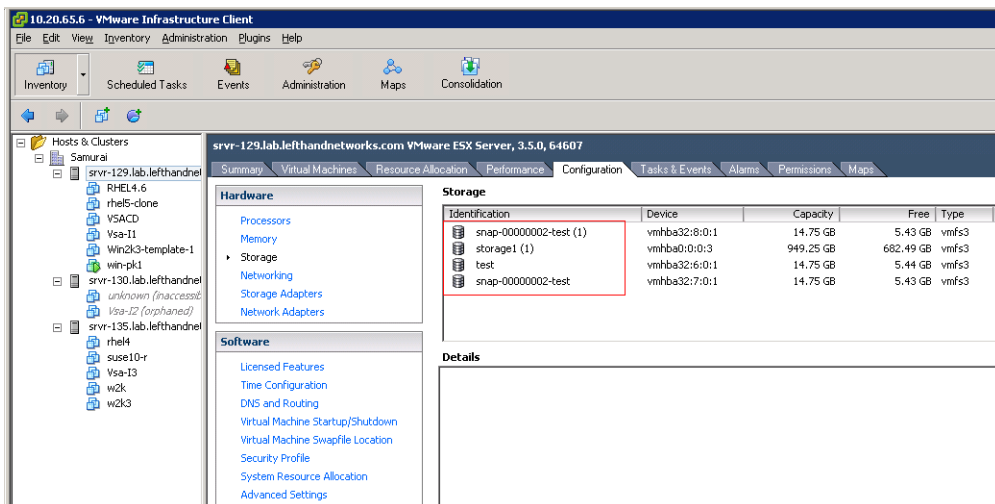 10.20.65.6 - VMware Infrastructure Client
File Edit View Inventory Administration Plugins Help
Inventory Scheduled Tasks Events Administration Maps Consolidation
Hosts & Clusters
Samurai
srvr-129.lab.lefthandnet
RHEL4.6
rhel5-clone
VSACD
Vsa-I1
Win2k3-template-1
win-pk1
srvr-130.lab.lefthandnet
unknown (inaccessib
Vsa-I2 (orphaned)
srvr-135.lab.lefthandnet
rhel4
suse10-r
Vsa-I3
w2k
w2k3
srvr-129.lab.lefthandnetworks.com VMware ESX Server, 3.5.0, 64607
Summary Virtual Machines Resource Allocation Performance Configuration Tasks & Events Alarms Permissions Maps
Hardware
Processors
Memory
Storage
Networking
Storage Adapters
Network Adapters
Software
Licensed Features
Time Configuration
DNS and Routing
Virtual Machine Startup/Shutdown
Virtual Machine Swapfile Location
Security Profile
System Resource Allocation
Advanced Settings
Storage
Identification Device Capacity Free Type
snap-00000002-test (1) vmhba32:8:0:1 14.75 GB 5.43 GB vmfs3
storage1 (1) vmhba0:0:0:3 949.25 GB 682.49 GB vmfs3
test vmhba32:6:0:1 14.75 GB 5.44 GB vmfs3
snap-00000002-test vmhba32:7:0:1 14.75 GB 5.43 GB vmfs3
Details